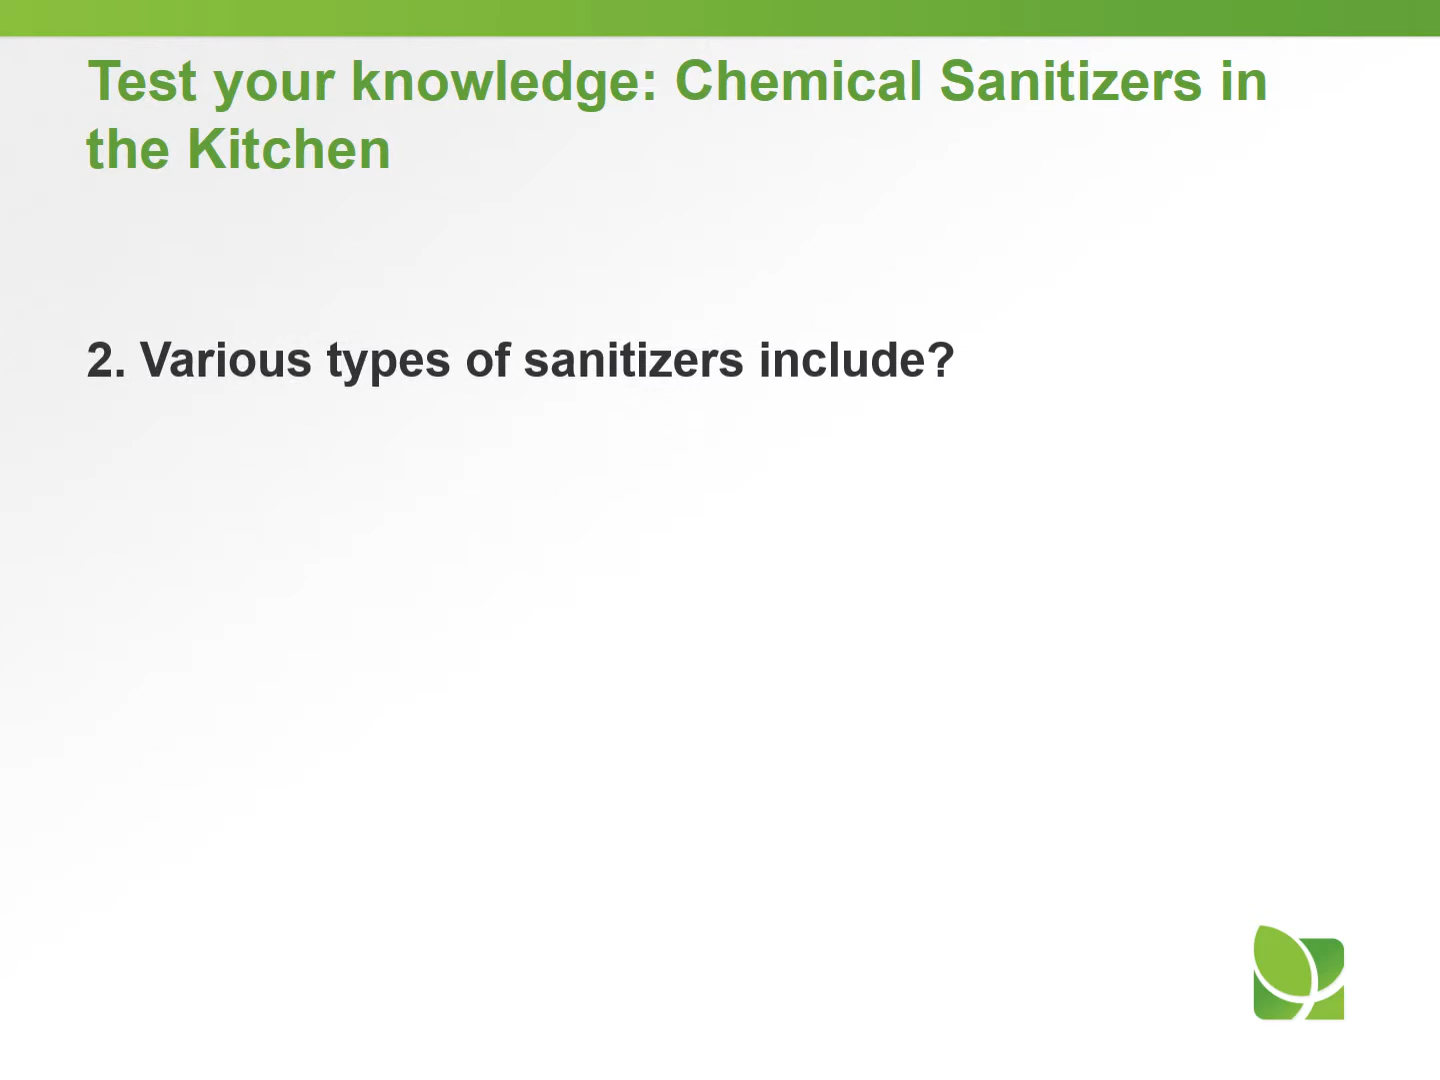 Test your knowledge: Chemical Sanitizers in
the Kitchen
2. Various types of sanitizers include?